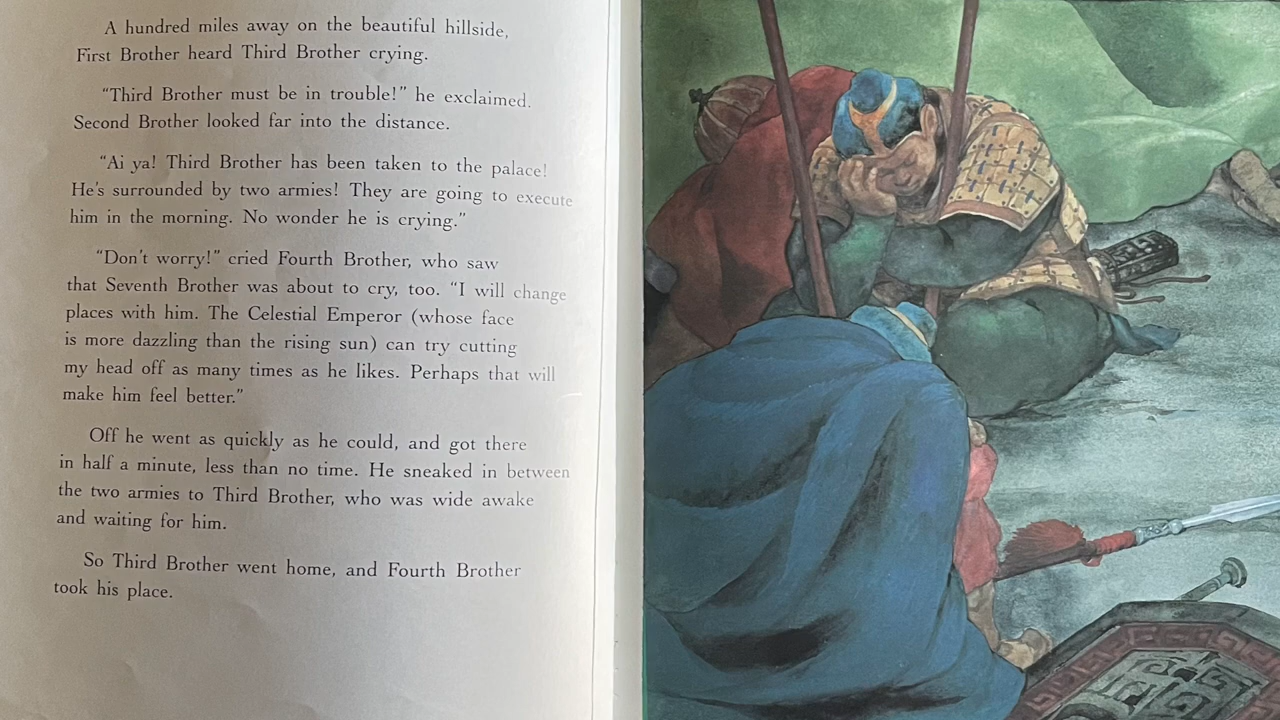 A hundred miles away on the beautiful hillside,
First Brother heard Third Brother crying.
"Third Brother must be in trouble!" he exclaimed.
Second Brother looked far into the distance.
"Ai ya! Third Brother has been taken to the palace!
He's surrounded by two armies! They are going to execute
him in the morning. No wonder he is crying."
"Don't worry!" cried Fourth Brother, who saw
that Seventh Brother was about to cry, too. "I will change
places with him. The Celestial Emperor (whose face
is more dazzling than the rising sun) can try cutting
my head off as many times as he likes. Perhaps that will
make him feel better."
Off he went as quickly as he could, and got there
in half a minute, less than no time. He sneaked in between
the two armies to Third Brother, who was wide awake
and waiting for him.
So Third Brother went home, and Fourth Brother
took his place.